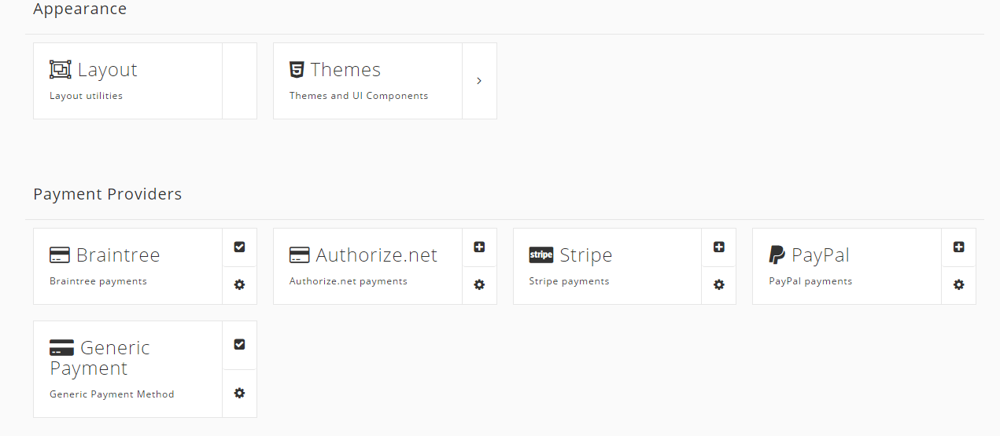 Appearance
Layout
Layout utilities
Themes
Themes and UI Components
Payment Providers
Braintree
Braintree payments
Authorize.net
Authorize.net payments
stripe Stripe
Stripe payments
PayPal
PayPal payments
Generic
Payment
Generic Payment Method